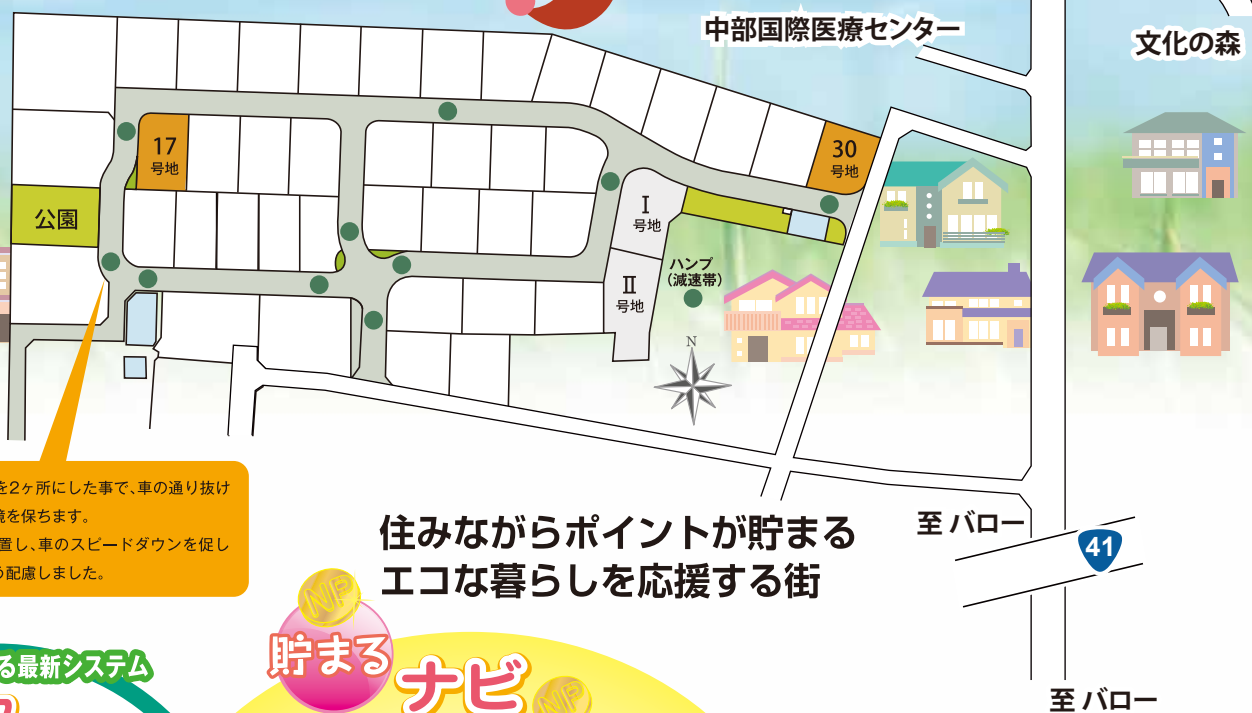 中部国際医療センター
文化の森
17
号地
30
号地
公園
I
号地
II
号地
ハンプ
(減速帯)
N
を2ヶ所にした事で、車の通り抜け
境を保ちます。
置し、車のスピードダウンを促し
配慮しました。
住みながらポイントが貯まる
エコな暮らしを応援する街
至 バロー
41
至 バロー
NP
貯まる
ナビ
NP
る最新システム